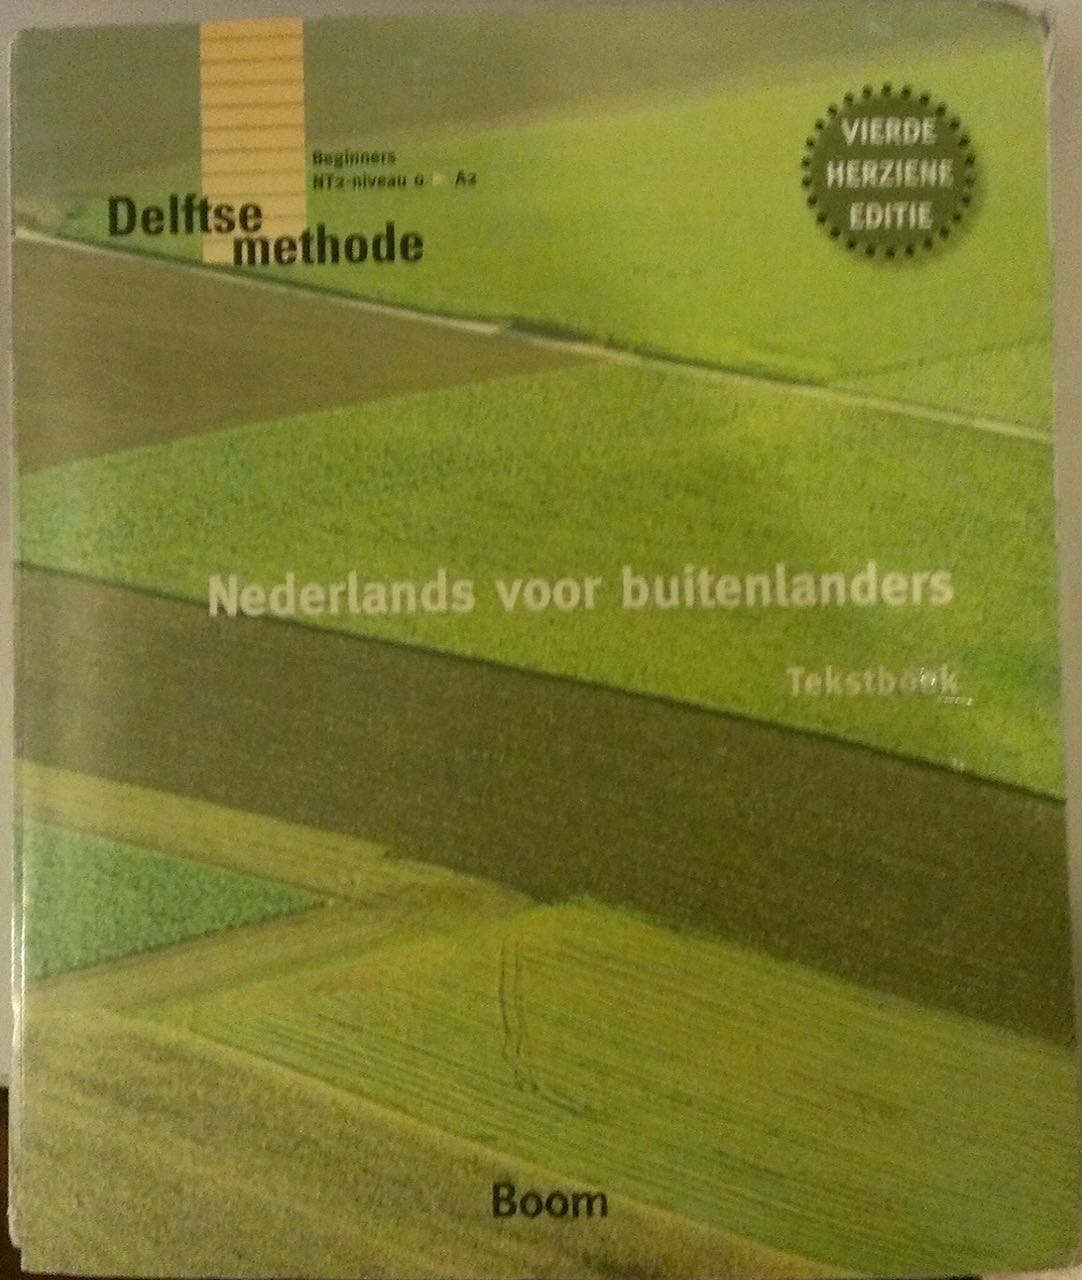 Beginners
NT2-niveau 0 ▸ A2
Delftse
methode
VIERDE
HERZIENE
EDITIE
Nederlands voor buitenlanders
Tekstboek
Boom